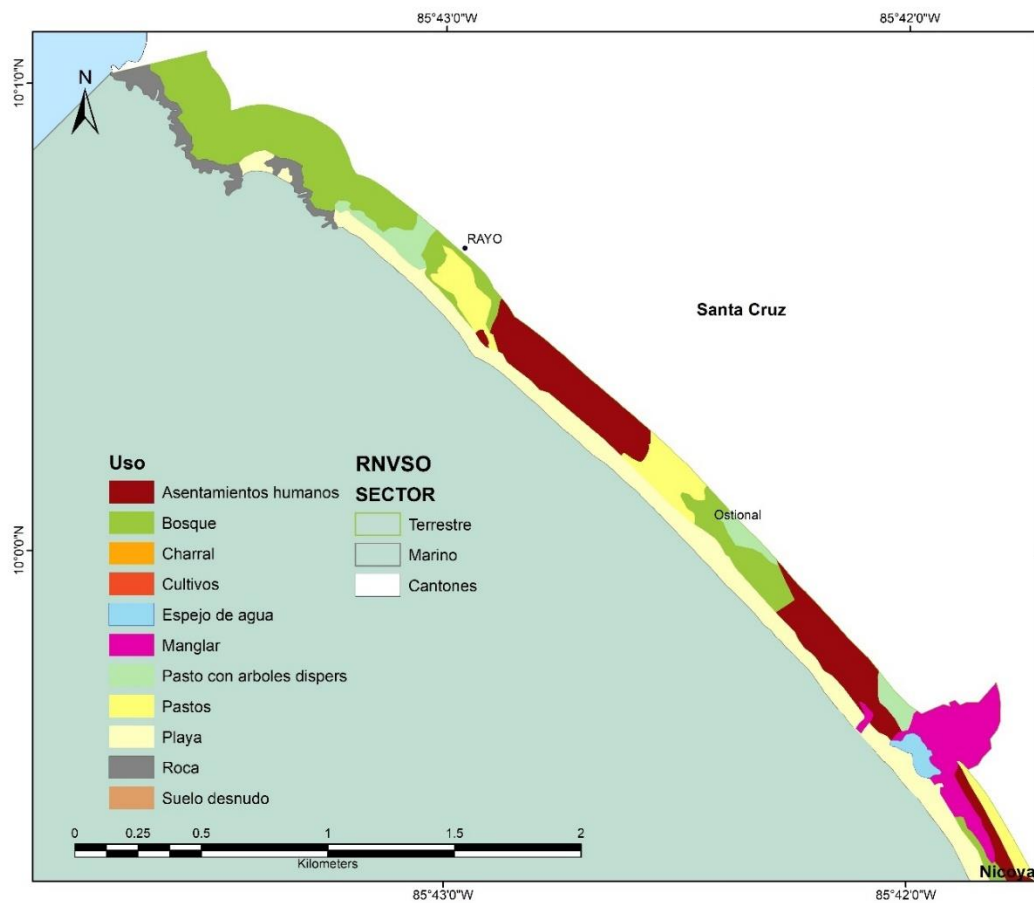 85°43'0"W
85°42'0"W
10°1'0"N
N
RAYO
Santa Cruz
Uso
Asentamientos humanos
Bosque
Charral
Cultivos
Espejo de agua
Manglar
Pasto con arboles dispers
Pastos
Playa
Roca
Suelo desnudo
RNVSO
SECTOR
Terrestre
Marino
Cantones
Ostional
10°0'0"N
0 0.25 0.5 1 1.5 2
Kilometers
Nicoya
85°43'0"W
85°42'0"W